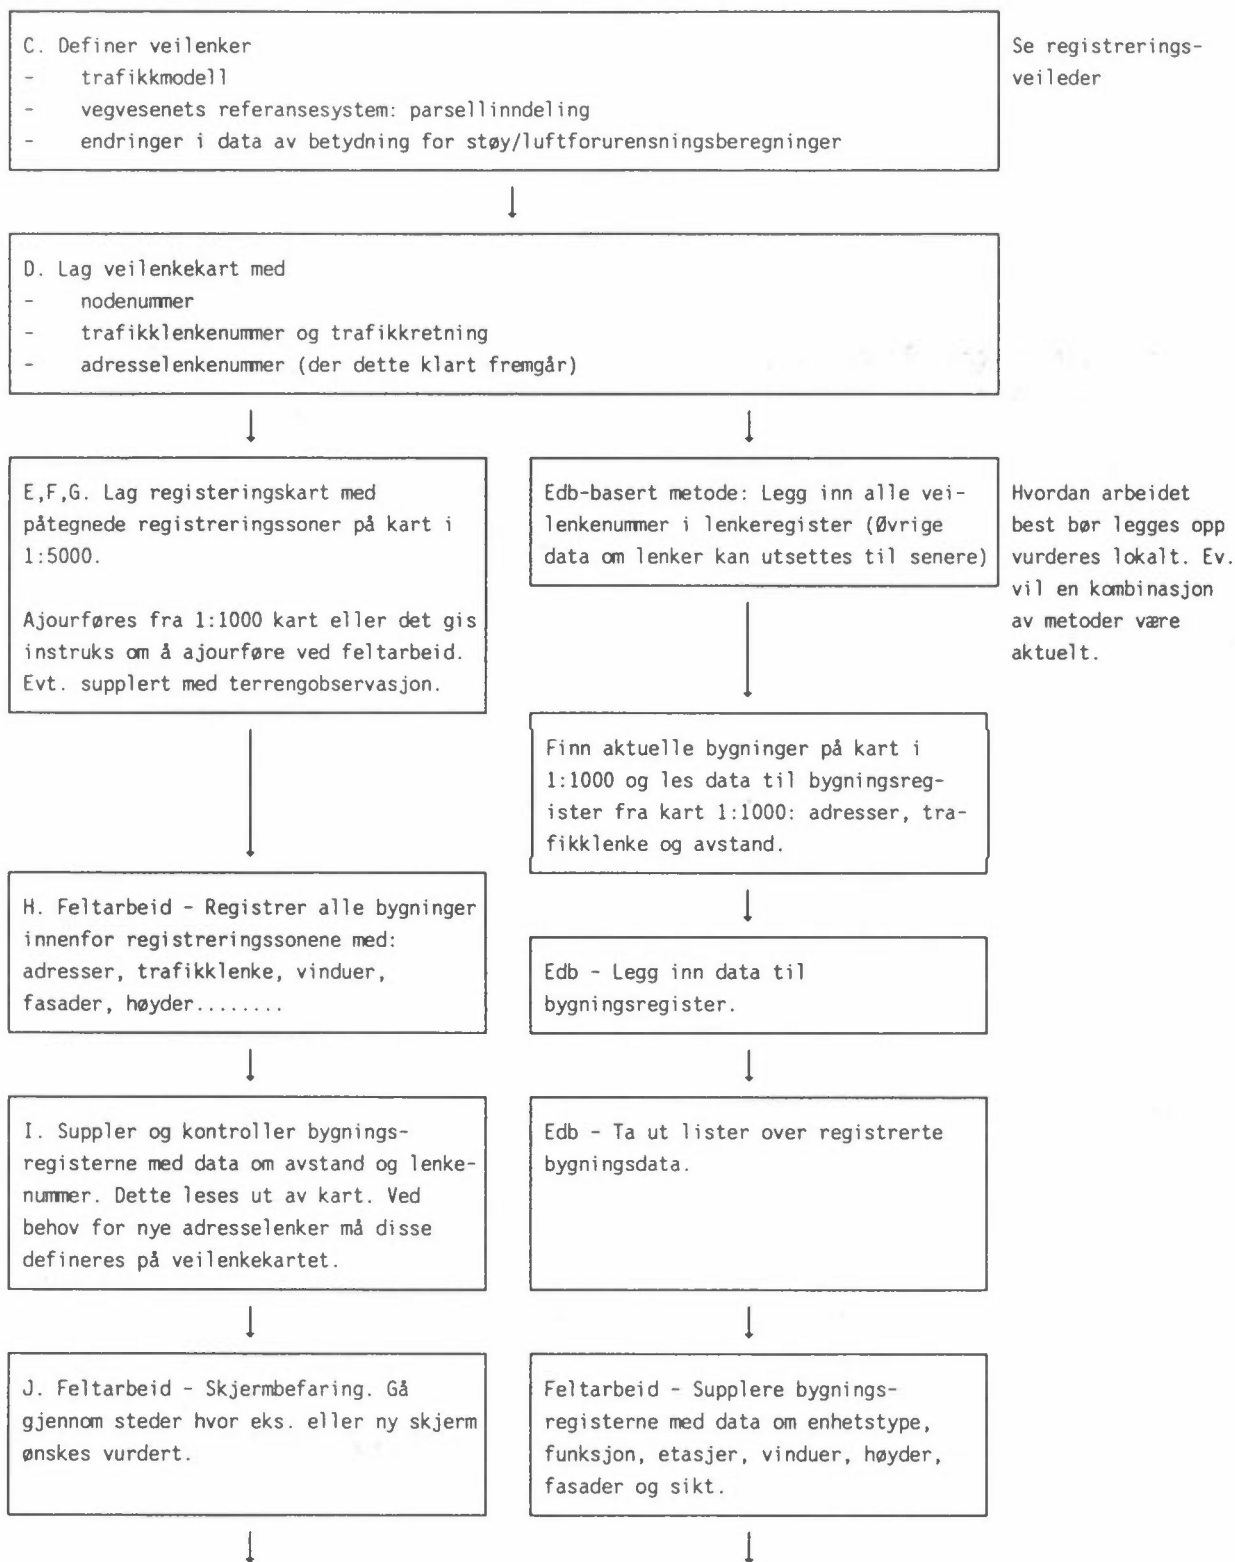 C. Definer veilenker
- trafikkmodell
- vegvesenets referansesystem: parsellinndeling
- endringer i data av betydning for støy/luftforurensningsberegninger
Se registrerings-
veileder
D. Lag veilenkekart med
- nodenummer
- trafikklenkenummer og trafikkretning
- adresselenkenummer (der dette klart fremgår)
E,F,G. Lag registeringskart med
påtegnede registreringssoner på kart i
1:5000.
Ajourføres fra 1:1000 kart eller det gis
instruks om å ajourføre ved feltarbeid.
Evt. supplert med terrengobservasjon.
Edb-basert metode: Legg inn alle vei-
lenkenummer i lenkeregister (Øvrige
data om lenker kan utsettes til senere)
Hvordan arbeidet
best bør legges opp
vurderes lokalt. Ev.
vil en kombinasjon
av metoder være
aktuelt.
Finn aktuelle bygninger på kart i
1:1000 og les data til bygningsreg-
ister fra kart 1:1000: adresser, tra-
fikklenke og avstand.
H. Feltarbeid - Registrer alle bygninger
innenfor registreringssonene med:
adresser, trafikklenke, vinduer,
fasader, høyder........
Edb - Legg inn data til
bygningsregister.
I. Suppler og kontroller bygnings-
registerne med data om avstand og lenke-
nummer. Dette leses ut av kart. Ved
behov for nye adresselenker må disse
defineres på veilenkekartet.
Edb - Ta ut lister over registrerte
bygningsdata.
J. Feltarbeid - Skjermbefaring. Gå
gjennom steder hvor eks. eller ny skjerm
ønskes vurdert.
Feltarbeid - Supplere bygnings-
registerne med data om enhetstype,
funksjon, etasjer, vinduer, høyder,
fasader og sikt.